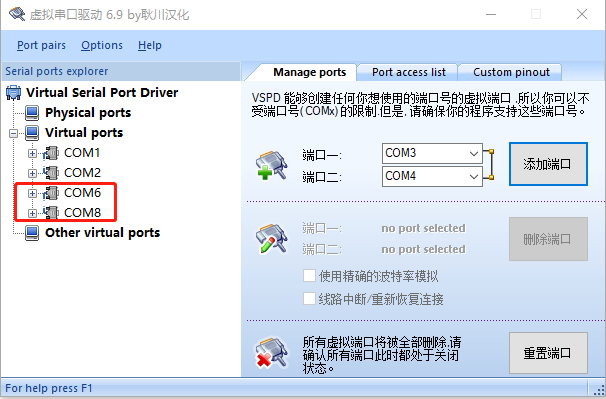 虚拟串口驱动 6.9 by耿川汉化
Port pairs Options Help
Serial ports explorer
Virtual Serial Port Driver
Physical ports
Virtual ports
COM1
COM2
COM6
COM8
Other virtual ports
Manage ports Port access list Custom pinout
VSPD 能够创建任何你想使用的端口号的虚拟端口 ,所以你可以不
受端口号(COMx)的限制.但是, 请确保你的程序支持这些端口号。
端口一: COM3
端口二: COM4
添加端口
端口一: no port selected
端口二: no port selected
删除端口
使用精确的波特率模拟
线路中断/重新恢复连接
所有虚拟端口将被全部删除,请
确认所有端口此时都处于关闭
状态。
重置端口
For help press F1